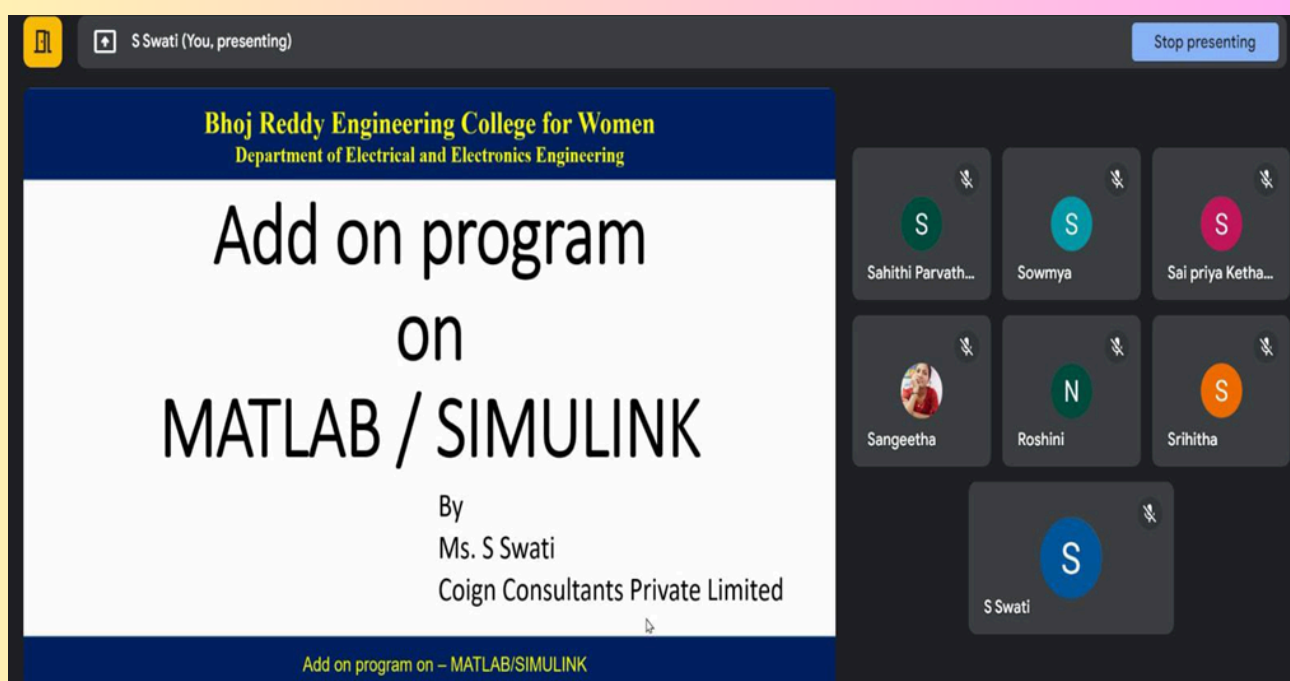 S Swati (You, presenting)
Stop presenting
Bhoj Reddy Engineering College for Women
Department of Electrical and Electronics Engineering
Add on program
on
MATLAB / SIMULINK
By
Ms. S Swati
Coign Consultants Private Limited
Add on program on – MATLAB/SIMULINK
S
Sahithi Parvath...
S
Sowmya
S
Sai priya Ketha...
Sangeetha
N
Roshini
S
Srihitha
S
S Swati